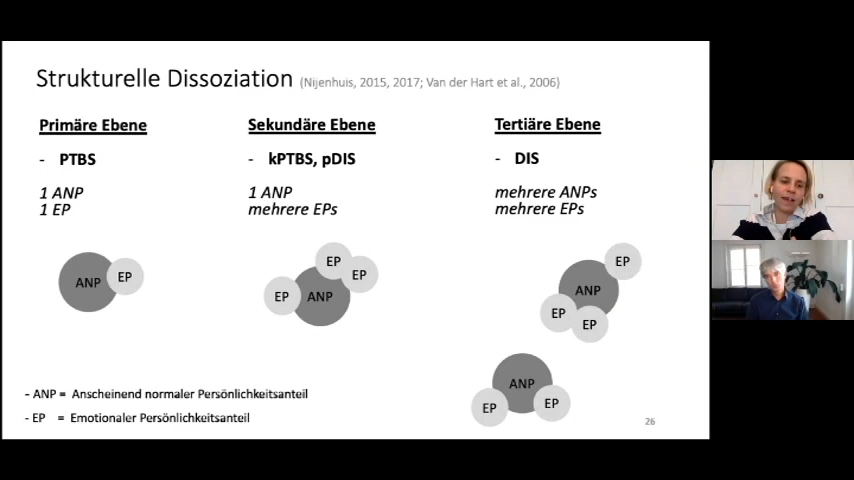 Strukturelle Dissoziation (Nijenhuis, 2015, 2017; Van der Hart et al., 2006)
Primäre Ebene
- PTBS
1 ANP
1 EP
ANP
EP
Sekundäre Ebene
- kPTBS, pDIS
1 ANP
mehrere EPs
EP
EP
EP
ANP
Tertiäre Ebene
- DIS
mehrere ANPs
mehrere EPs
EP
ANP
EP
EP
ANP
EP
EP
- ANP = Anscheinend normaler Persönlichkeitsanteil
- EP = Emotionaler Persönlichkeitsanteil
26